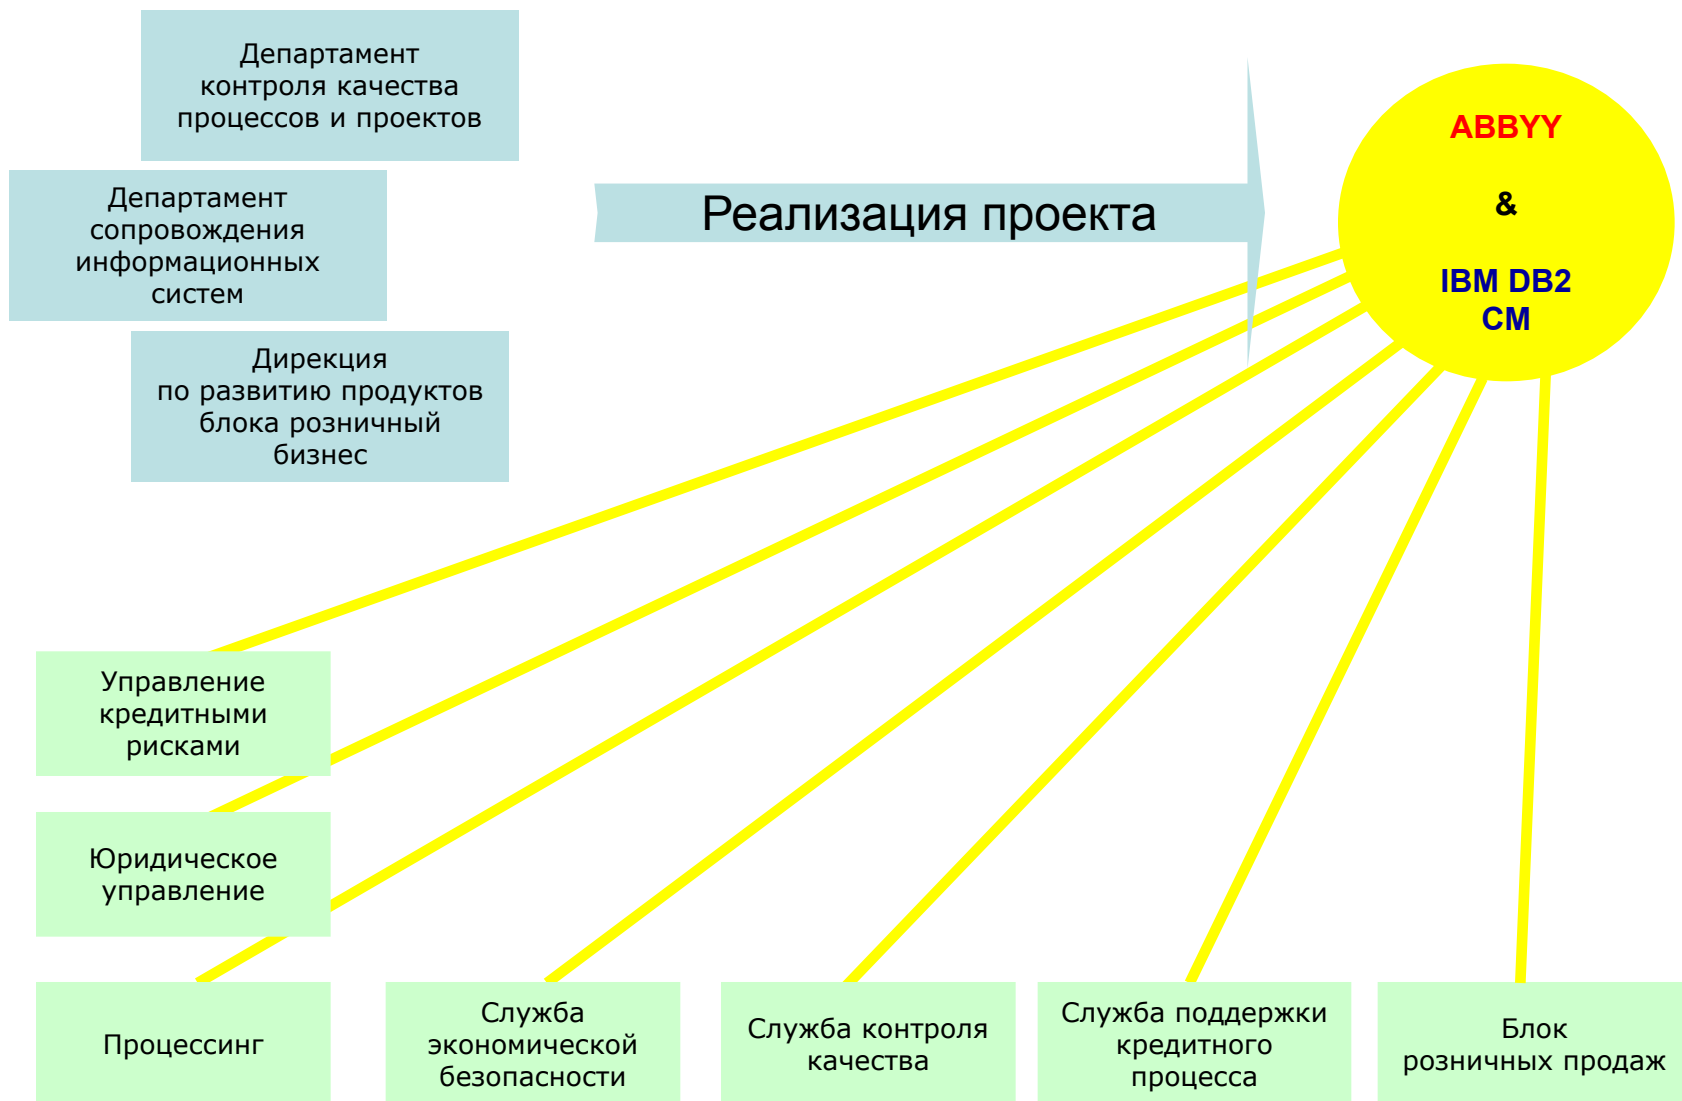 Департамент
контроля качества
процессов и проектов
Департамент
сопровождения
информационных
систем
Дирекция
по развитию продуктов
блока розничный
бизнес
Реализация проекта
ABBYY
&
IBM DB2
CM
Управление
кредитными
рисками
Юридическое
управление
Процессинг
Служба
экономической
безопасности
Служба контроля
качества
Служба поддержки
кредитного
процесса
Блок
розничных продаж